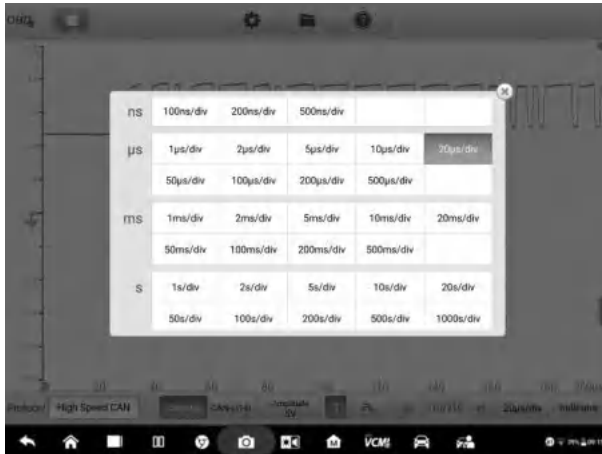 ns 100ns/div 200ns/div 500ns/div
μs 1μs/div 2μs/div 5μs/div 10μs/div 20μs/div
50μs/div 100μs/div 200μs/div 500μs/div
ms 1ms/div 2ms/div 5ms/div 10ms/div 20ms/div
50ms/div 100ms/div 200ms/div 500ms/div
s 1s/div 2s/div 5s/div 10s/div 20s/div
50s/div 100s/div 200s/div 500s/div 1000s/div
Protocol High Speed CAN Amplitude 20μs/div
5V
VCMI